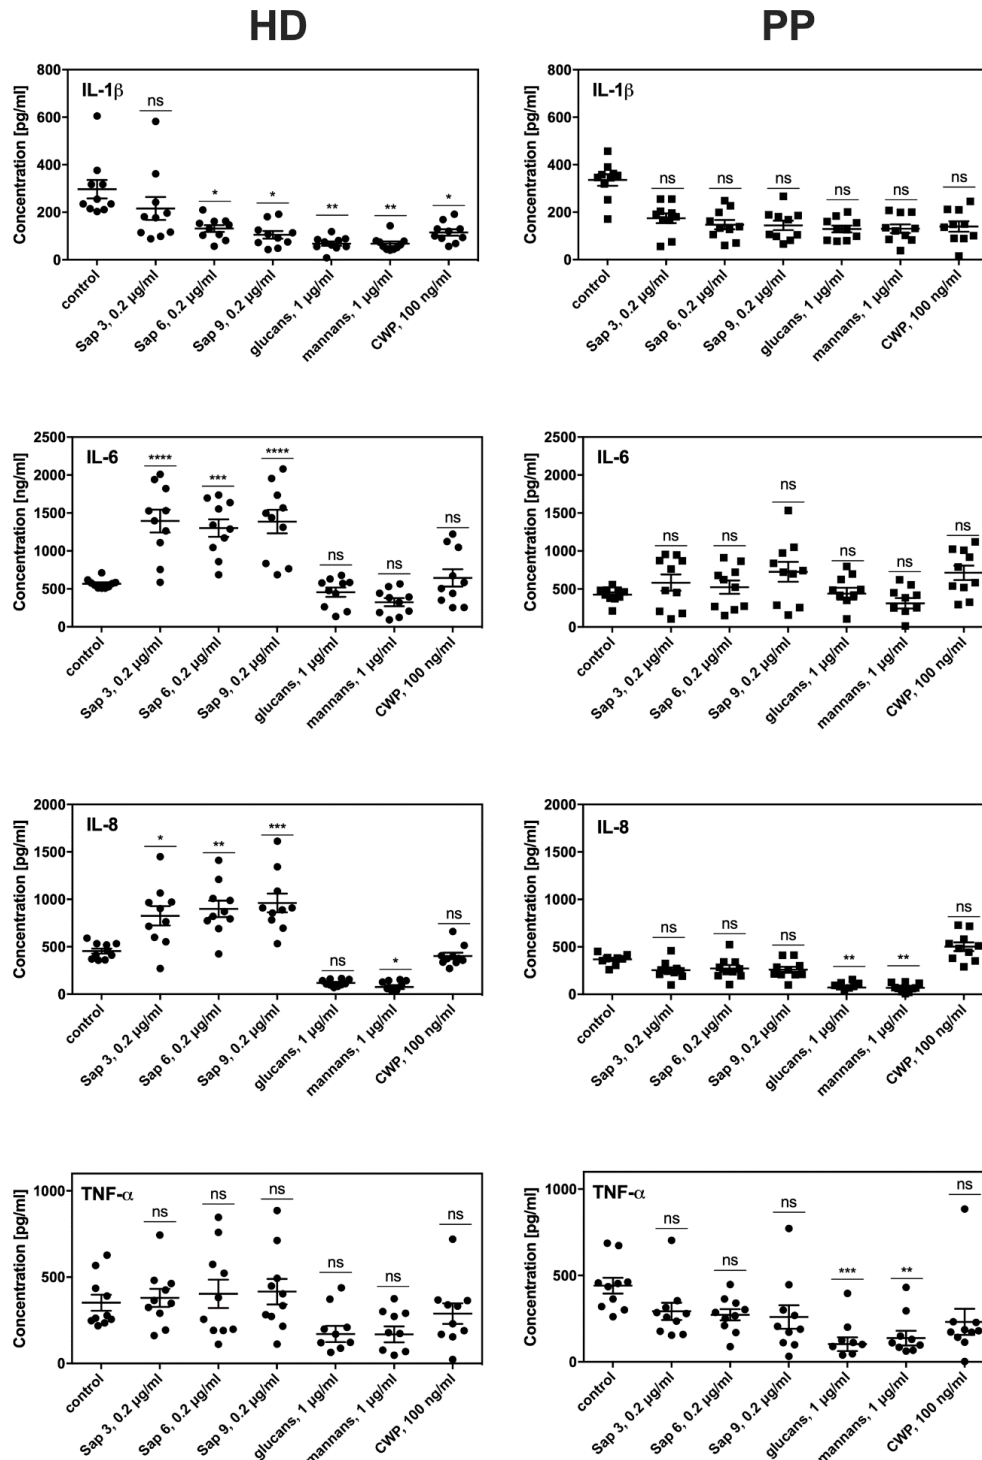 HD
PP
IL-1β
Concentration [pg/ml]
800
600
400
200
0
ns
*
*
**
**
*
control
Sap 3, 0.2 µg/ml
Sap 6, 0.2 µg/ml
Sap 9, 0.2 µg/ml
glucans, 1 µg/ml
mannans, 1 µg/ml
CWP, 100 ng/ml
IL-1β
Concentration [pg/ml]
800
600
400
200
0
ns
ns
ns
ns
ns
ns
control
Sap 3, 0.2 µg/ml
Sap 6, 0.2 µg/ml
Sap 9, 0.2 µg/ml
glucans, 1 µg/ml
mannans, 1 µg/ml
CWP, 100 ng/ml
IL-6
Concentration [ng/ml]
2500
2000
1500
1000
500
0
****
***
****
ns
ns
ns
control
Sap 3, 0.2 µg/ml
Sap 6, 0.2 µg/ml
Sap 9, 0.2 µg/ml
glucans, 1 µg/ml
mannans, 1 µg/ml
CWP, 100 ng/ml
IL-6
Concentration [pg/ml]
2500
2000
1500
1000
500
0
ns
ns
ns
ns
ns
ns
control
Sap 3, 0.2 µg/ml
Sap 6, 0.2 µg/ml
Sap 9, 0.2 µg/ml
glucans, 1 µg/ml
mannans, 1 µg/ml
CWP, 100 ng/ml
IL-8
Concentration [pg/ml]
2000
1500
1000
500
0
*
**
***
ns
*
ns
control
Sap 3, 0.2 µg/ml
Sap 6, 0.2 µg/ml
Sap 9, 0.2 µg/ml
glucans, 1 µg/ml
mannans, 1 µg/ml
CWP, 100 ng/ml
IL-8
Concentration [pg/ml]
2000
1500
1000
500
0
ns
ns
ns
**
**
ns
control
Sap 3, 0.2 µg/ml
Sap 6, 0.2 µg/ml
Sap 9, 0.2 µg/ml
glucans, 1 µg/ml
mannans, 1 µg/ml
CWP, 100 ng/ml
TNF-α
Concentration [pg/ml]
1000
500
0
ns
ns
ns
ns
ns
ns
control
Sap 3, 0.2 µg/ml
Sap 6, 0.2 µg/ml
Sap 9, 0.2 µg/ml
glucans, 1 µg/ml
mannans, 1 µg/ml
CWP, 100 ng/ml
TNF-α
Concentration [pg/ml]
1000
500
0
ns
ns
ns
***
**
ns
control
Sap 3, 0.2 µg/ml
Sap 6, 0.2 µg/ml
Sap 9, 0.2 µg/ml
glucans, 1 µg/ml
mannans, 1 µg/ml
CWP, 100 ng/ml